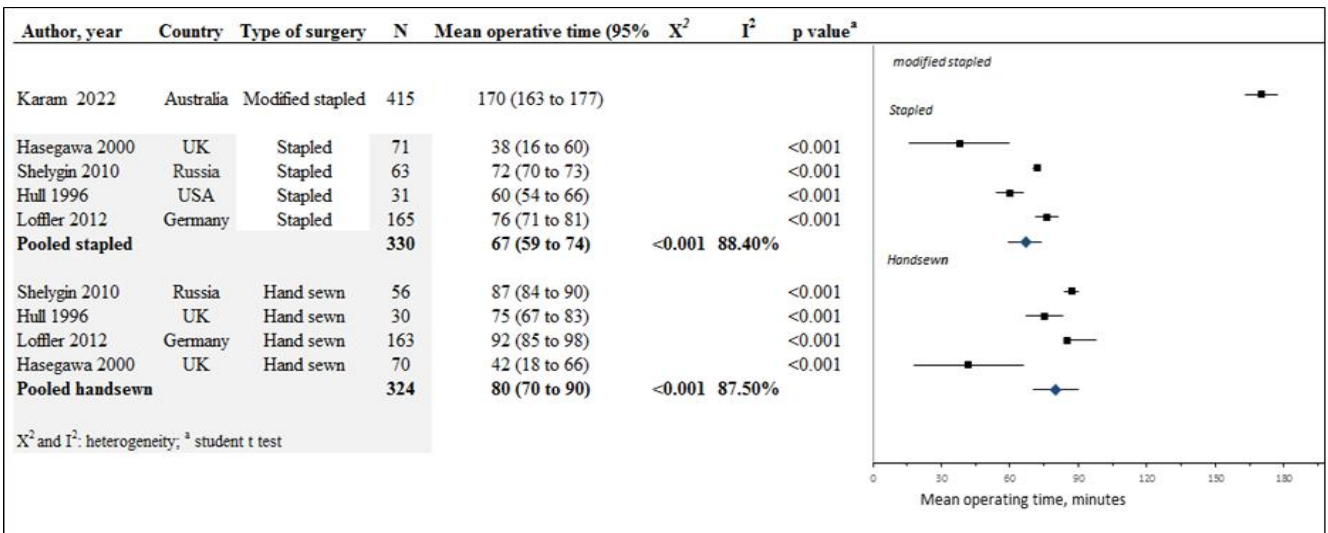 Author, year Country Type of surgery N Mean operative time (95% X² I² p valueᵃ
modified stapled
Karam 2022 Australia Modified stapled 415 170 (163 to 177)
Stapled
Hasegawa 2000 UK Stapled 71 38 (16 to 60) <0.001
Shelygin 2010 Russia Stapled 63 72 (70 to 73) <0.001
Hull 1996 USA Stapled 31 60 (54 to 66) <0.001
Loffler 2012 Germany Stapled 165 76 (71 to 81) <0.001
Pooled stapled 330 67 (59 to 74) <0.001 88.40%
Handsewn
Shelygin 2010 Russia Hand sewn 56 87 (84 to 90) <0.001
Hull 1996 UK Hand sewn 30 75 (67 to 83) <0.001
Loffler 2012 Germany Hand sewn 163 92 (85 to 98) <0.001
Hasegawa 2000 UK Hand sewn 70 42 (18 to 66) <0.001
Pooled handsewn 324 80 (70 to 90) <0.001 87.50%
X² and I²: heterogeneity; ᵃ student t test
0 30 60 90 120 150 180
Mean operating time, minutes